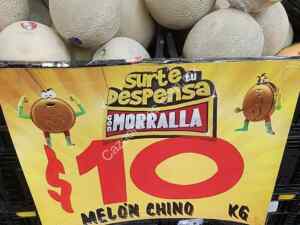 SURTE tu
DESPENSA
CON MORRALLA
$10
MELON CHINO KG